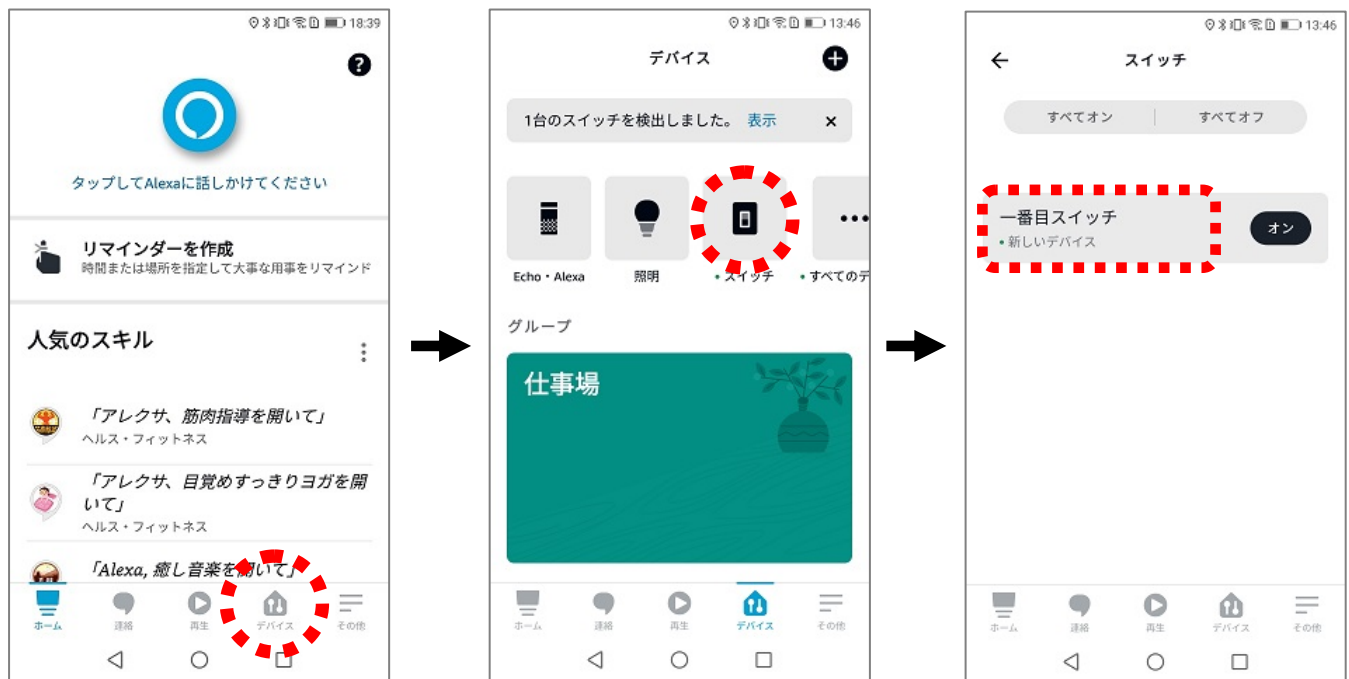 18:39
?
タップしてAlexaに話しかけてください
リマインダーを作成
時間または場所を指定して大事な用事をリマインド
人気のスキル
「アレクサ、筋肉指導を開いて」
ヘルス・フィットネス
「アレクサ、目覚めすっきりヨガを開
いて」
ヘルス・フィットネス
「Alexa, 癒し音楽を開いて」
ホーム
連絡
再生
デバイス
その他
13:46
デバイス
1台のスイッチを検出しました。 表示 ×
Echo・Alexa
照明
• スイッチ
• すべてのデ
グループ
仕事場
ホーム
連絡
再生
デバイス
その他
13:46
スイッチ
すべてオン
すべてオフ
一番目スイッチ
• 新しいデバイス
オン
ホーム
連絡
再生
デバイス
その他